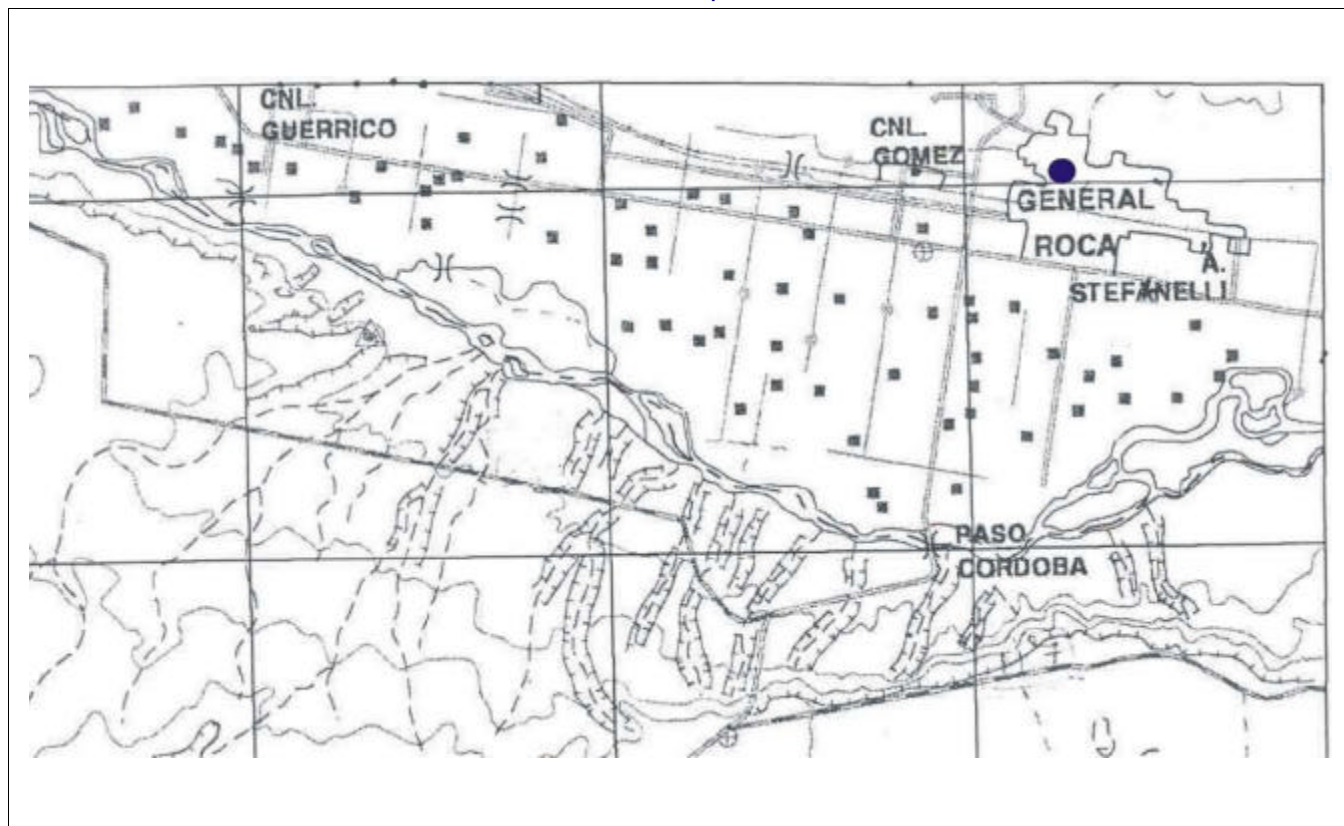 CNL.
GUERRICO
CNL.
GOMEZ
GENERAL
ROCA
A.
STEFANELLI
PASO
CORDOBA